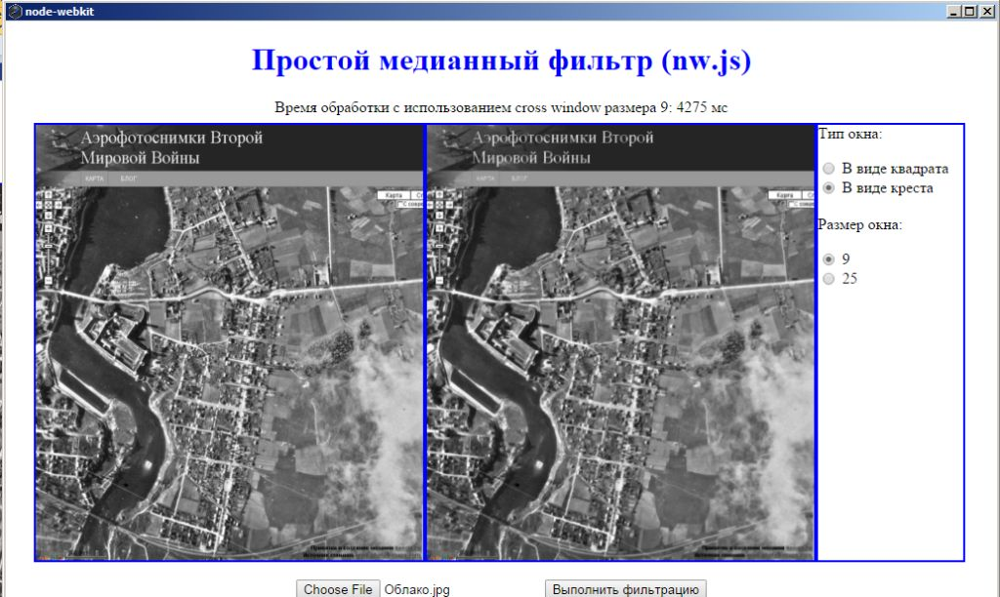 node-webkit
Простой медианный фильтр (nw.js)
Время обработки с использованием cross window размера 9: 4275 мс
Аэрофотоснимки Второй
Мировой Войны
КАРТА БЛОГ
Карта
Аэрофотоснимки Второй
Мировой Войны
КАРТА БЛОГ
Карта
Тип окна:
В виде квадрата
В виде креста
Размер окна:
9
25
Choose File Облако.jpg Выполнить фильтрацию